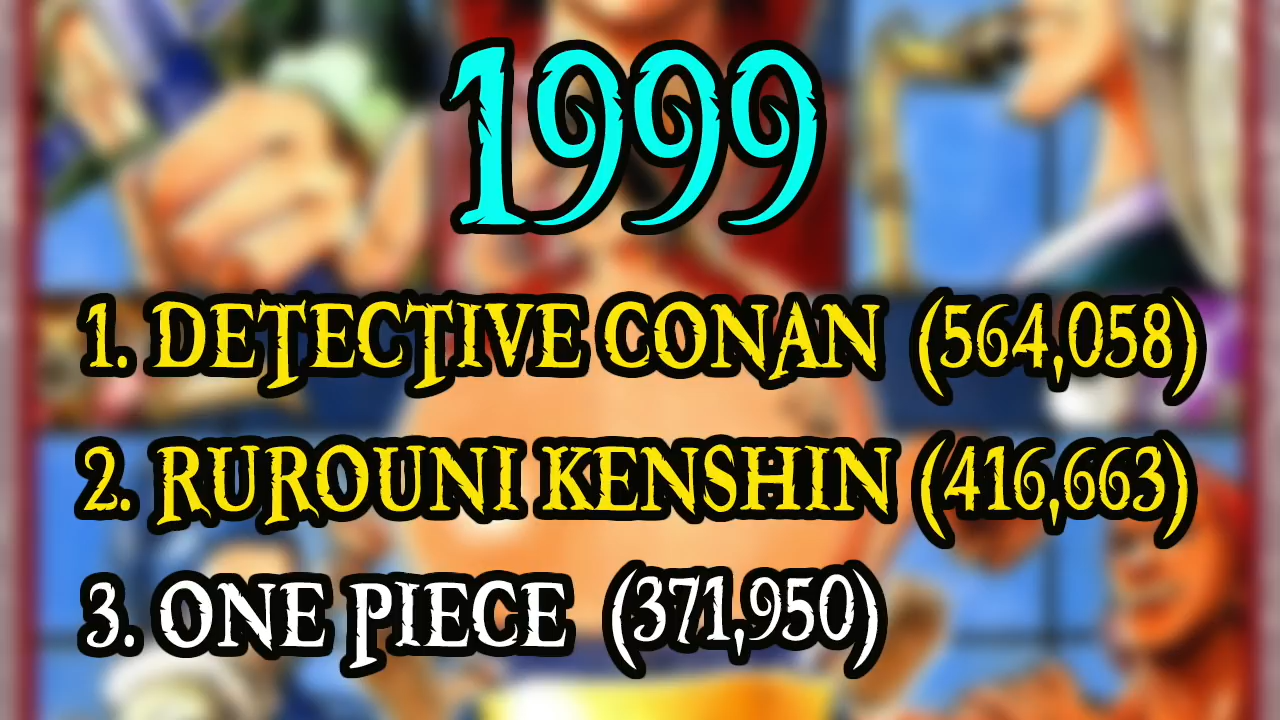 1999
1. DETECTIVE CONAN (564,058)
2. RUROUNI KENSHIN (416,663)
3. ONE PIECE (371,950)